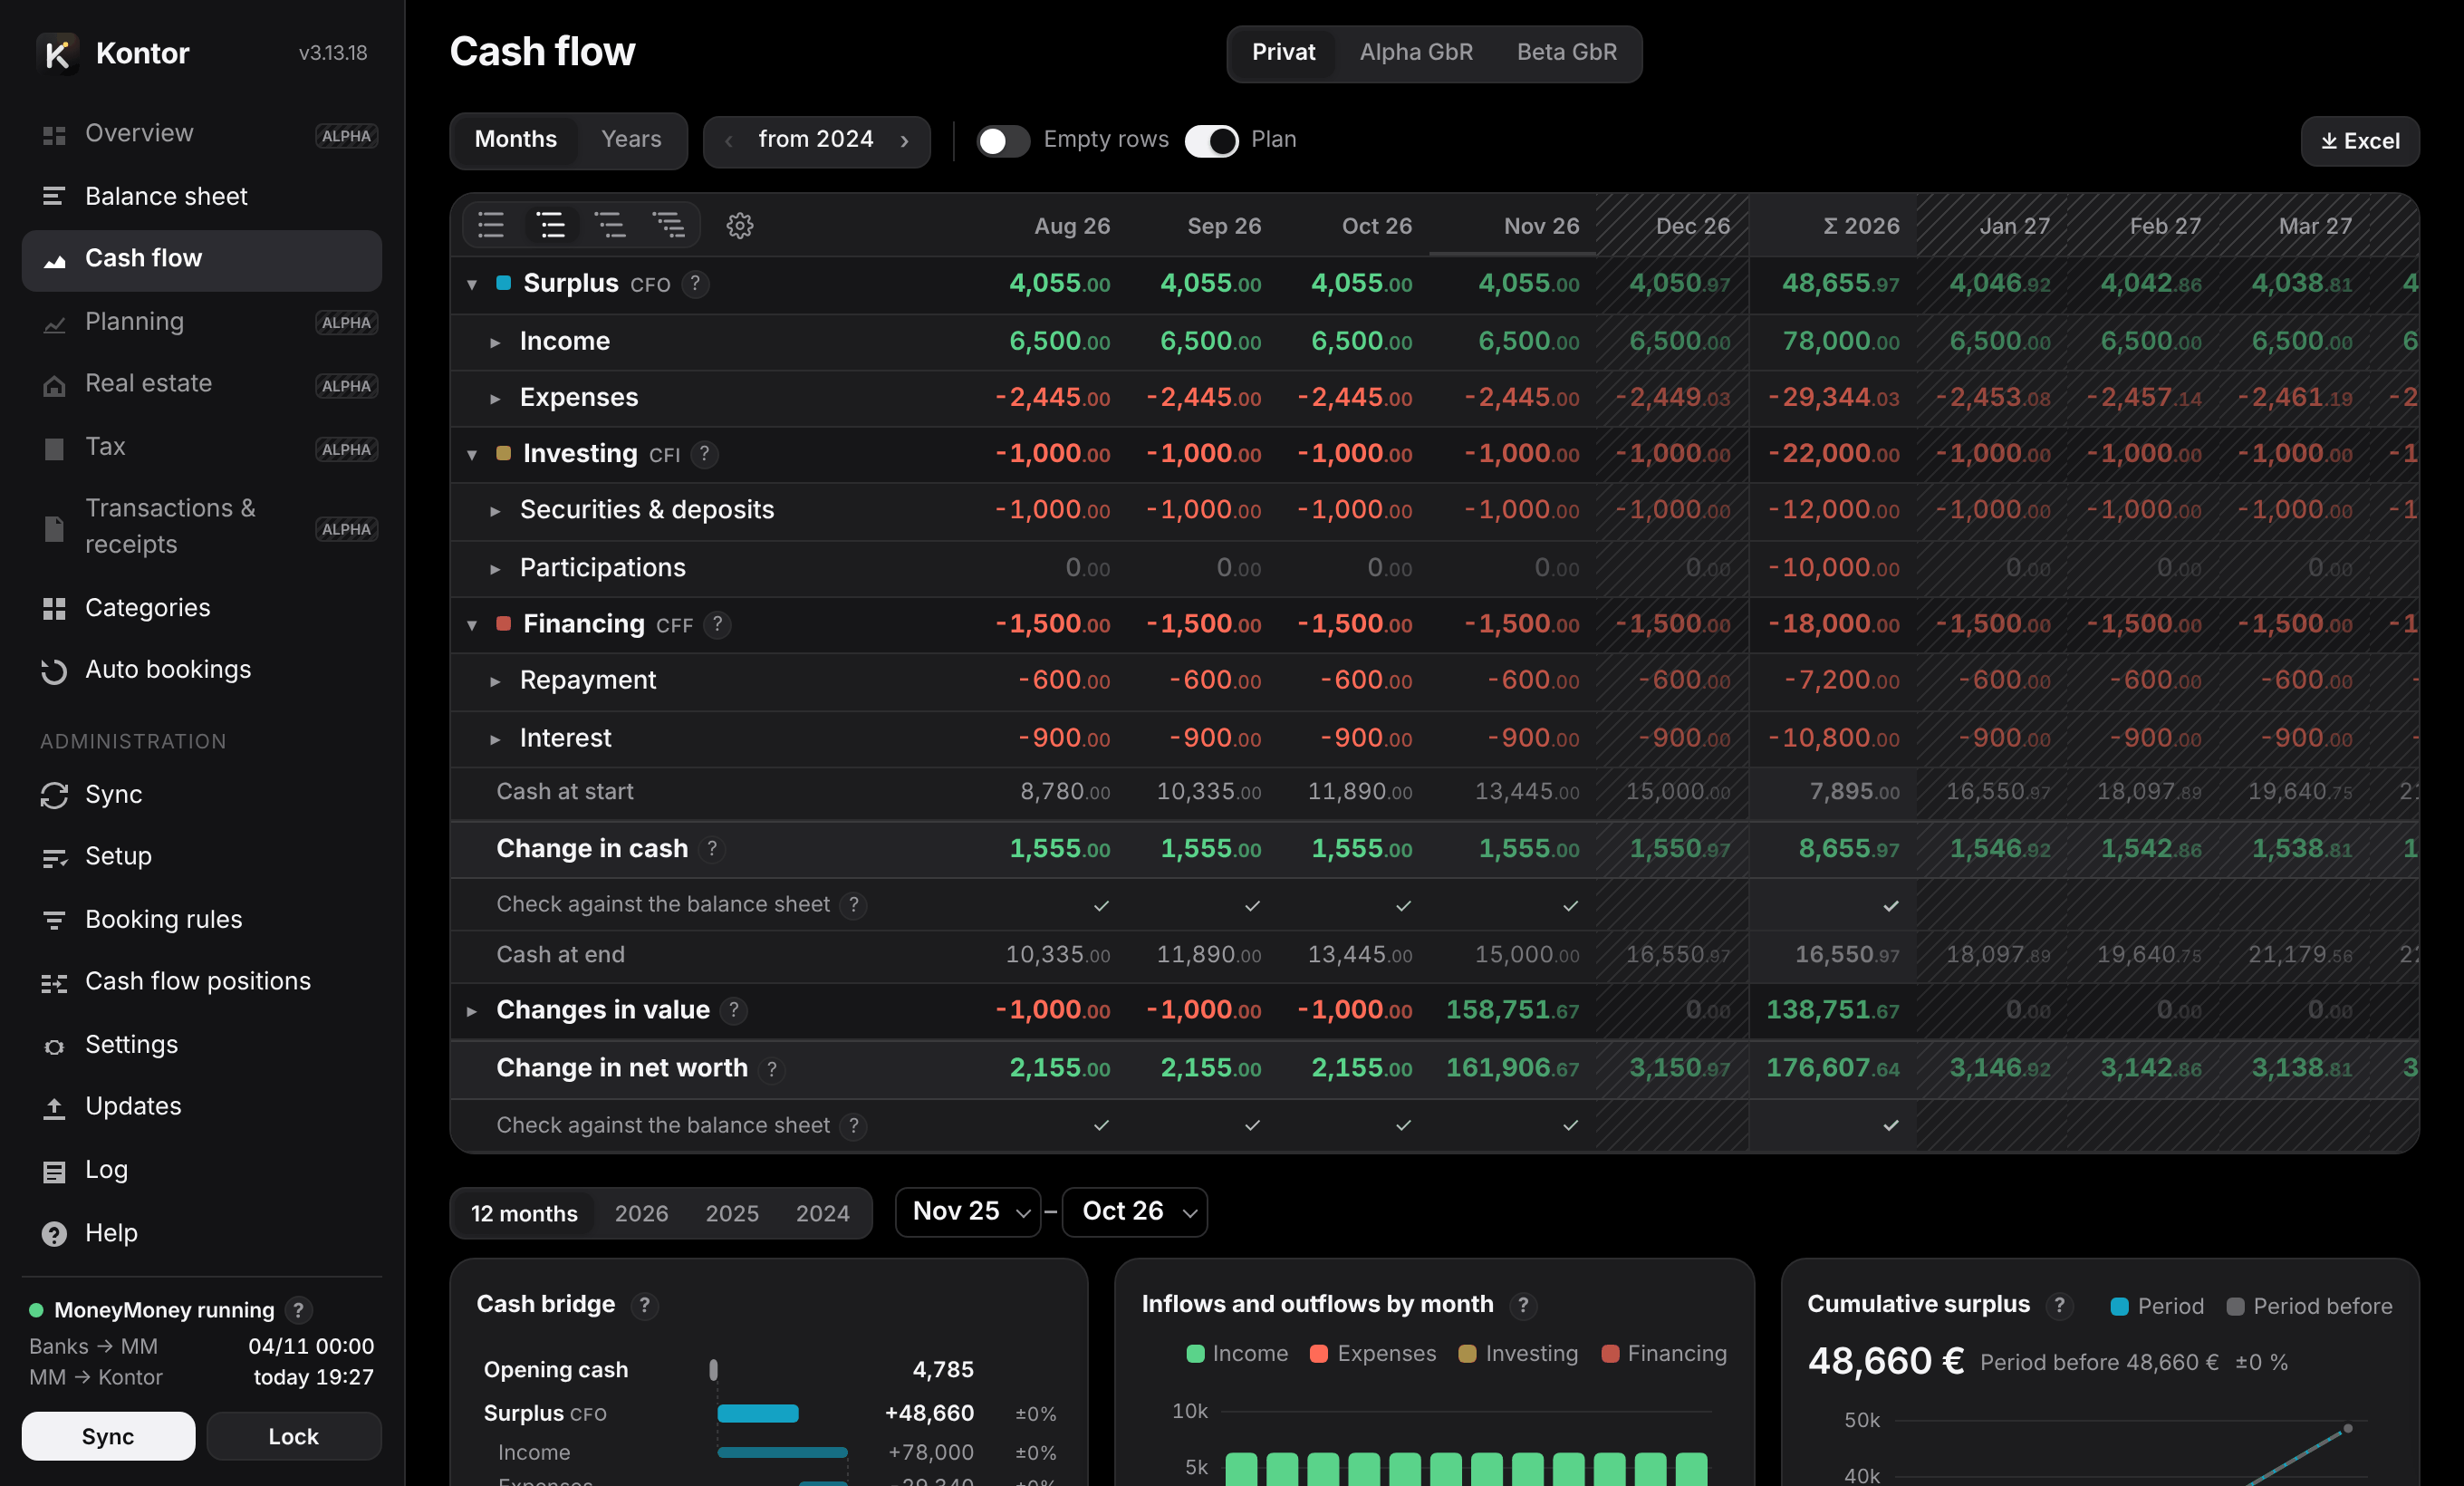 Kontor v3.13.18
Overview ALPHA
Balance sheet
Cash flow
Planning ALPHA
Real estate ALPHA
Tax ALPHA
Transactions &
receipts ALPHA
Categories
Auto bookings
ADMINISTRATION
Sync
Setup
Booking rules
Cash flow positions
Settings
Updates
Log
Help
MoneyMoney running ?
Banks → MM 04/11 00:00
MM → Kontor today 19:27
Sync Lock
Cash flow
Privat Alpha GbR Beta GbR
Months Years ‹ from 2024 › Empty rows Plan Excel
Aug 26 Sep 26 Oct 26 Nov 26 Dec 26 Σ 2026 Jan 27 Feb 27 Mar 27
Surplus CFO ? 4,055.00 4,055.00 4,055.00 4,055.00 4,050.97 48,655.97 4,046.92 4,042.86 4,038.81 4
Income 6,500.00 6,500.00 6,500.00 6,500.00 6,500.00 78,000.00 6,500.00 6,500.00 6,500.00 6
Expenses -2,445.00 -2,445.00 -2,445.00 -2,445.00 -2,449.03 -29,344.03 -2,453.08 -2,457.14 -2,461.19 -2
Investing CFI ? -1,000.00 -1,000.00 -1,000.00 -1,000.00 -1,000.00 -22,000.00 -1,000.00 -1,000.00 -1,000.00 -1
Securities & deposits -1,000.00 -1,000.00 -1,000.00 -1,000.00 -1,000.00 -12,000.00 -1,000.00 -1,000.00 -1,000.00 -1
Participations 0.00 0.00 0.00 0.00 0.00 -10,000.00 0.00 0.00 0.00
Financing CFF ? -1,500.00 -1,500.00 -1,500.00 -1,500.00 -1,500.00 -18,000.00 -1,500.00 -1,500.00 -1,500.00 -1
Repayment -600.00 -600.00 -600.00 -600.00 -600.00 -7,200.00 -600.00 -600.00 -600.00 -
Interest -900.00 -900.00 -900.00 -900.00 -900.00 -10,800.00 -900.00 -900.00 -900.00 -
Cash at start 8,780.00 10,335.00 11,890.00 13,445.00 15,000.00 7,895.00 16,550.97 18,097.89 19,640.75 2
Change in cash ? 1,555.00 1,555.00 1,555.00 1,555.00 1,550.97 8,655.97 1,546.92 1,542.86 1,538.81 1
Check against the balance sheet ? ✓ ✓ ✓ ✓ ✓
Cash at end 10,335.00 11,890.00 13,445.00 15,000.00 16,550.97 16,550.97 18,097.89 19,640.75 21,179.56 2
Changes in value ? -1,000.00 -1,000.00 -1,000.00 158,751.67 0.00 138,751.67 0.00 0.00 0.00
Change in net worth ? 2,155.00 2,155.00 2,155.00 161,906.67 3,150.97 176,607.64 3,146.92 3,142.86 3,138.81 3
Check against the balance sheet ? ✓ ✓ ✓ ✓ ✓
12 months 2026 2025 2024 Nov 25 – Oct 26
Cash bridge ?
Opening cash 4,785
Surplus CFO +48,660 ±0%
Income +78,000 ±0%
Expenses -29,340 ±0%
Inflows and outflows by month ?
Income Expenses Investing Financing
10k
5k
Cumulative surplus ? Period Period before
48,660 € Period before 48,660 € ±0 %
50k
40k